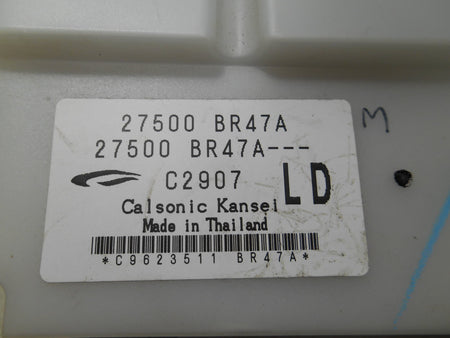 27500 BR47A
27500 BR47A---
C2907 LD
Calsonic Kansei
Made in Thailand
*C9623511 BR47A*
M